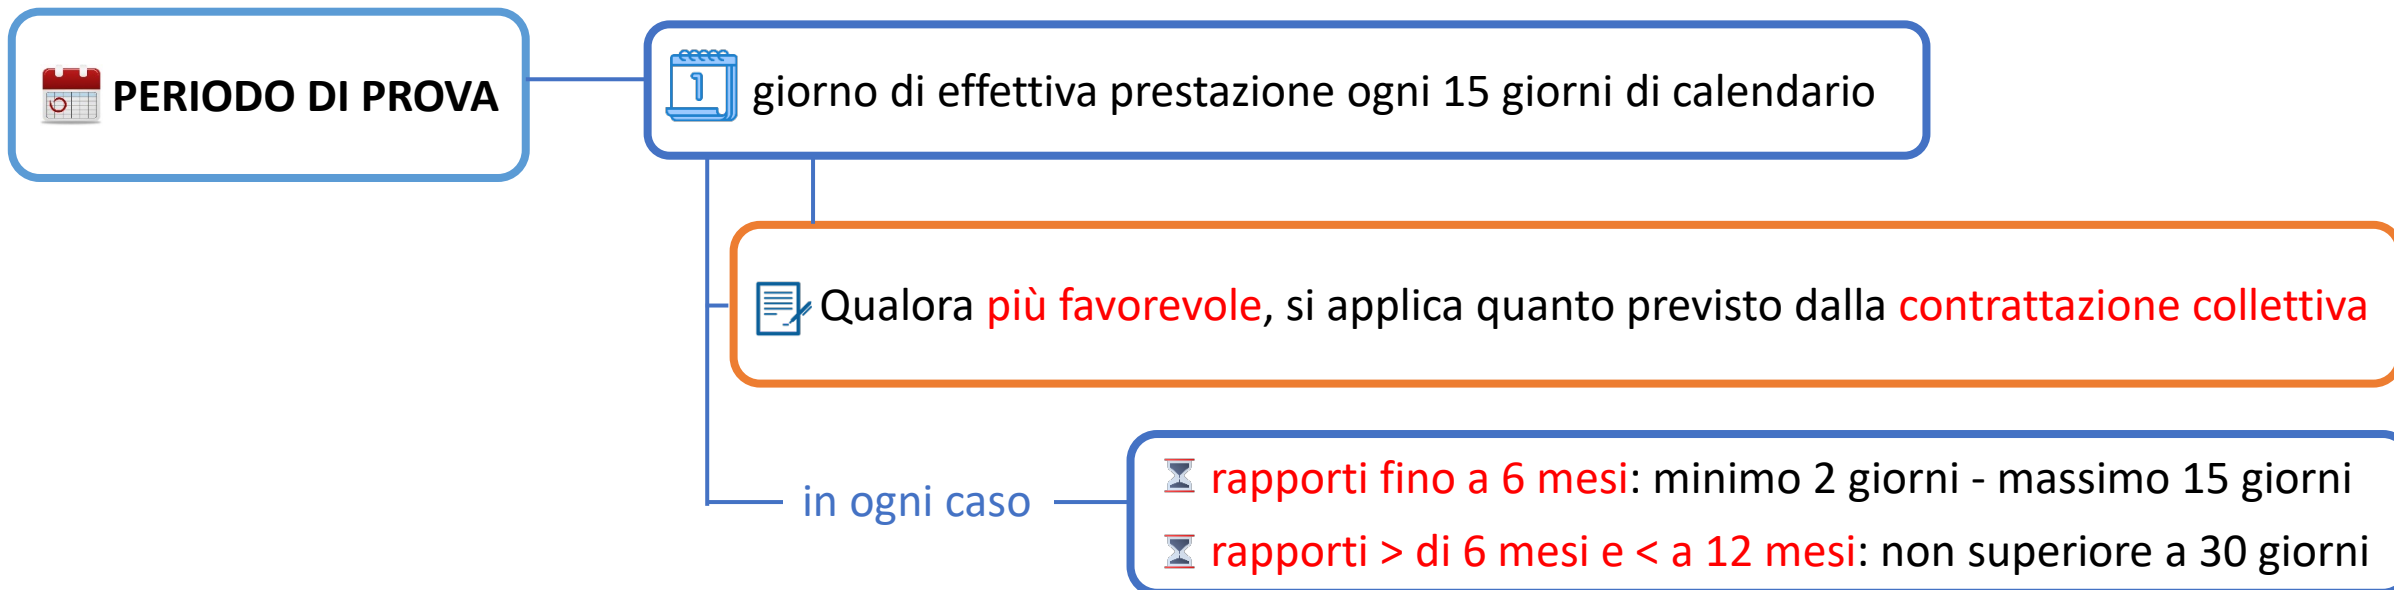 PERIODO DI PROVA
1 giorno di effettiva prestazione ogni 15 giorni di calendario
Qualora più favorevole, si applica quanto previsto dalla contrattazione collettiva
in ogni caso
rapporti fino a 6 mesi: minimo 2 giorni - massimo 15 giorni
rapporti > di 6 mesi e < a 12 mesi: non superiore a 30 giorni